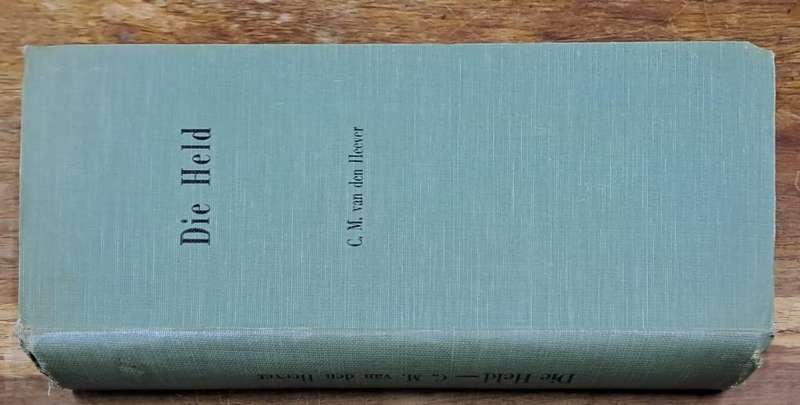 Die Held
C. M. van den Heever
Die Held — C. M. van den Heever